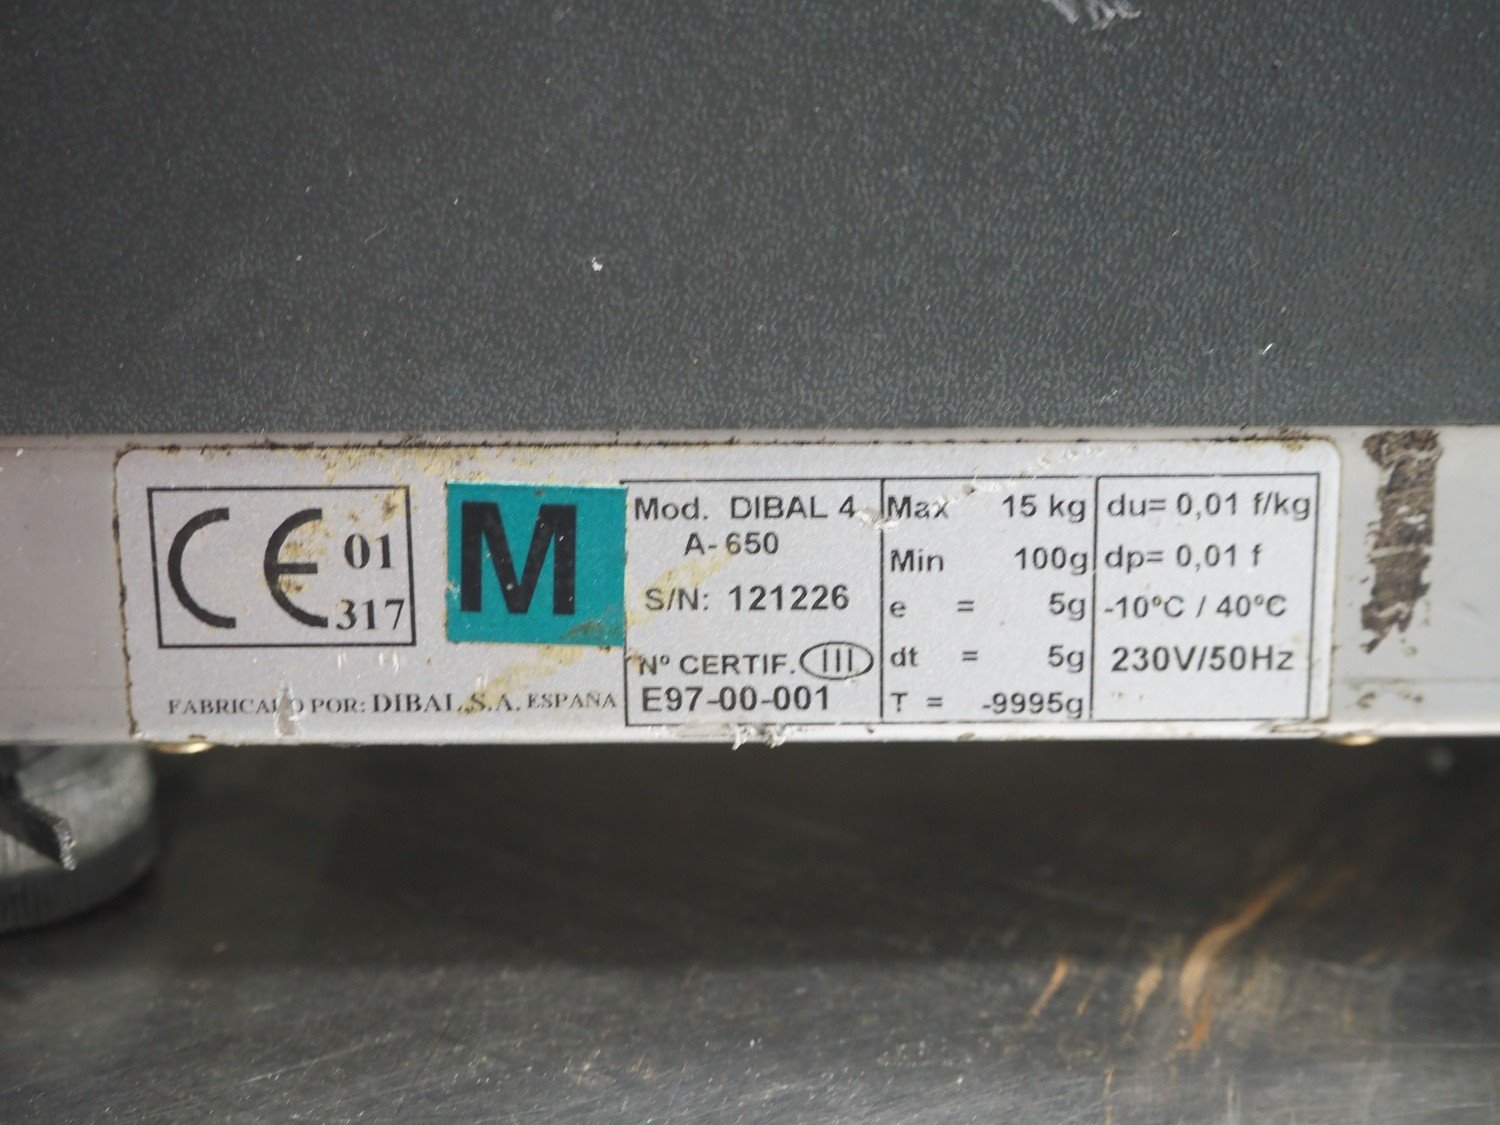 CE 01
317
M
FABRICADO POR: DIBAL S.A. ESPAÑA
Mod. DIBAL 4
A-650
S/N: 121226
Nº CERTIF. III
E97-00-001
Max 15 kg
Min 100g
e = 5g
dt = 5g
T = -9995g
du= 0,01 f/kg
dp= 0,01 f
-10ºC / 40ºC
230V/50Hz